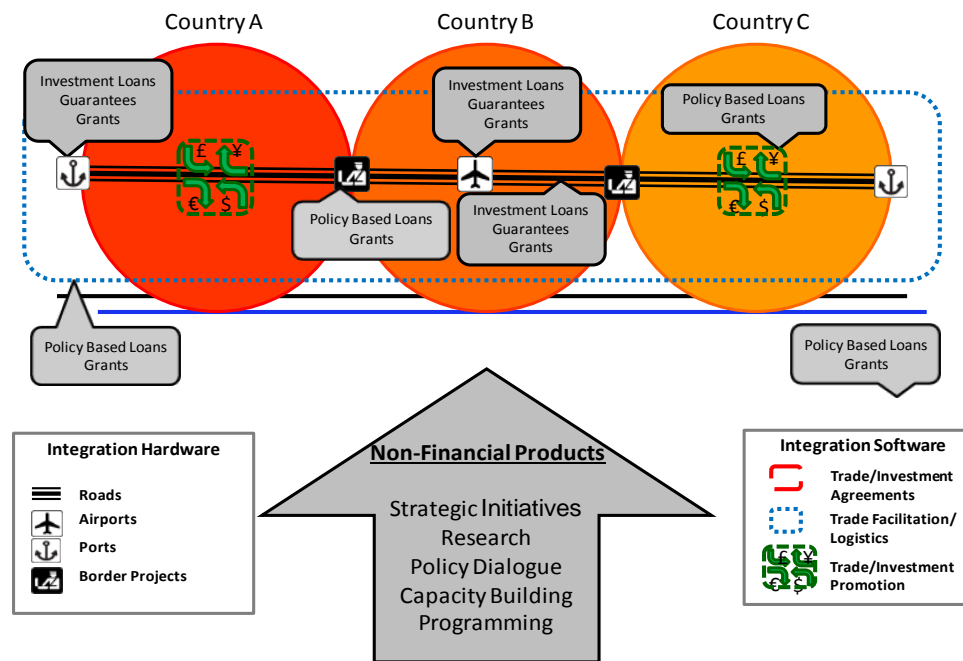 Country A
Country B
Country C
Investment Loans
Guarantees
Grants
Investment Loans
Guarantees
Grants
Policy Based Loans
Grants
£ ¥
€ $
£ ¥
€ $
Policy Based Loans
Grants
Investment Loans
Guarantees
Grants
Policy Based Loans
Grants
Policy Based Loans
Grants
Integration Hardware
Roads
Airports
Ports
Border Projects
Non-Financial Products
Strategic Initiatives
Research
Policy Dialogue
Capacity Building
Programming
Integration Software
Trade/Investment
Agreements
Trade Facilitation/
Logistics
£ ¥
€ $
Trade/Investment
Promotion